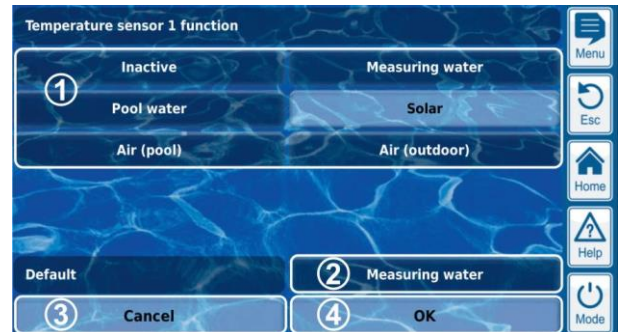 Temperature sensor 1 function
Menu
1
Inactive
Measuring water
Pool water
Solar
Esc
Air (pool)
Air (outdoor)
Home
?
Help
Default
2 Measuring water
3 Cancel
4 OK
Mode